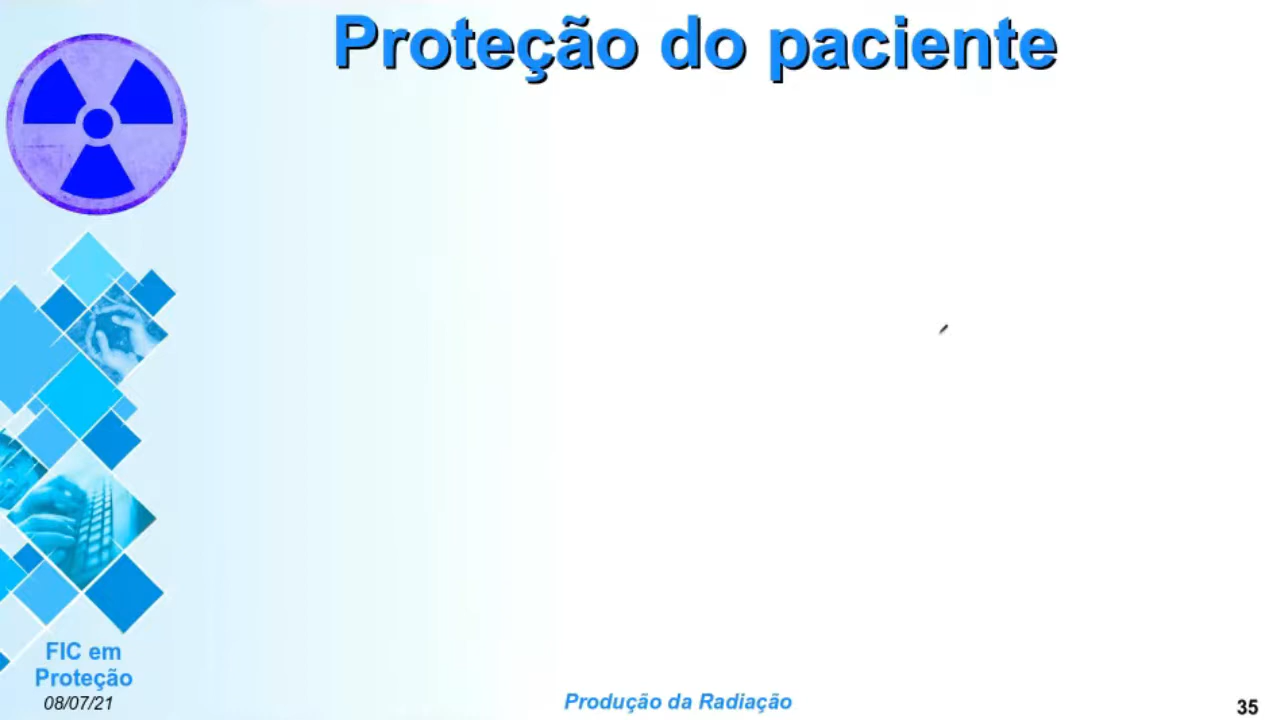 Proteção do paciente
FIC em
Proteção
08/07/21
Produção da Radiação
35